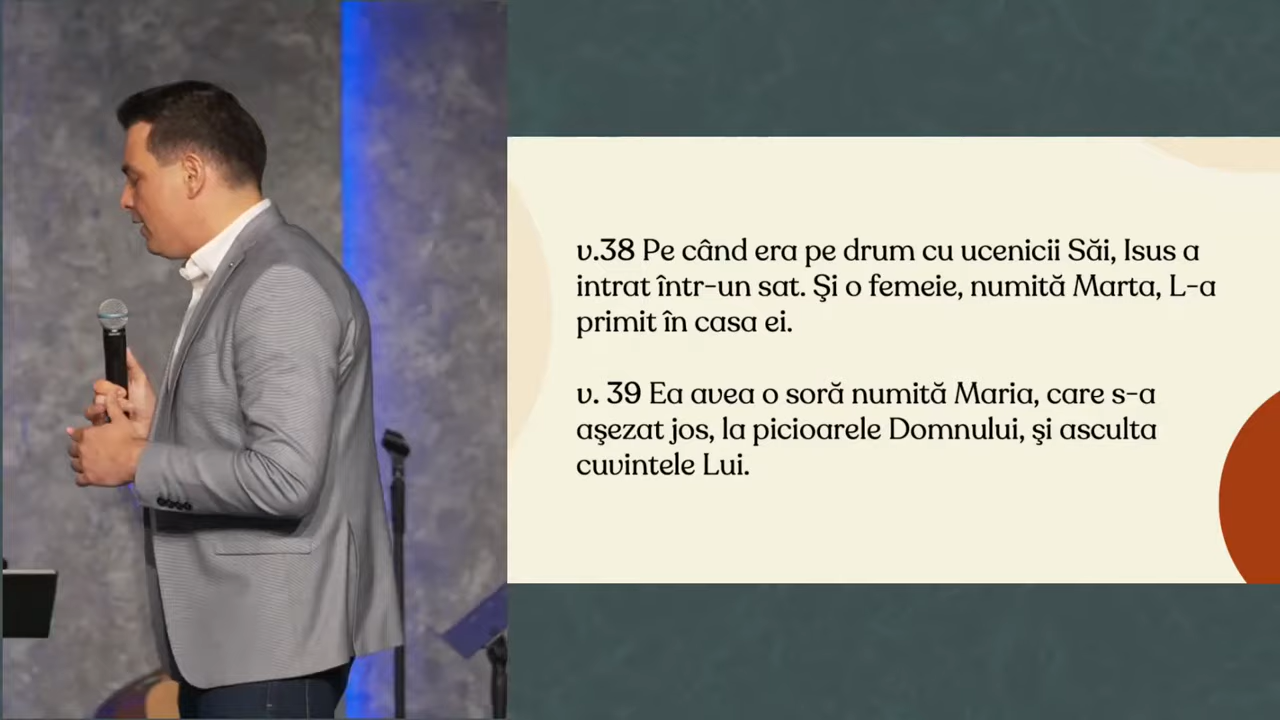 v.38 Pe când era pe drum cu ucenicii Săi, Isus a
intrat într-un sat. Şi o femeie, numită Marta, L-a
primit în casa ei.
v. 39 Ea avea o soră numită Maria, care s-a
aşezat jos, la picioarele Domnului, şi asculta
cuvintele Lui.